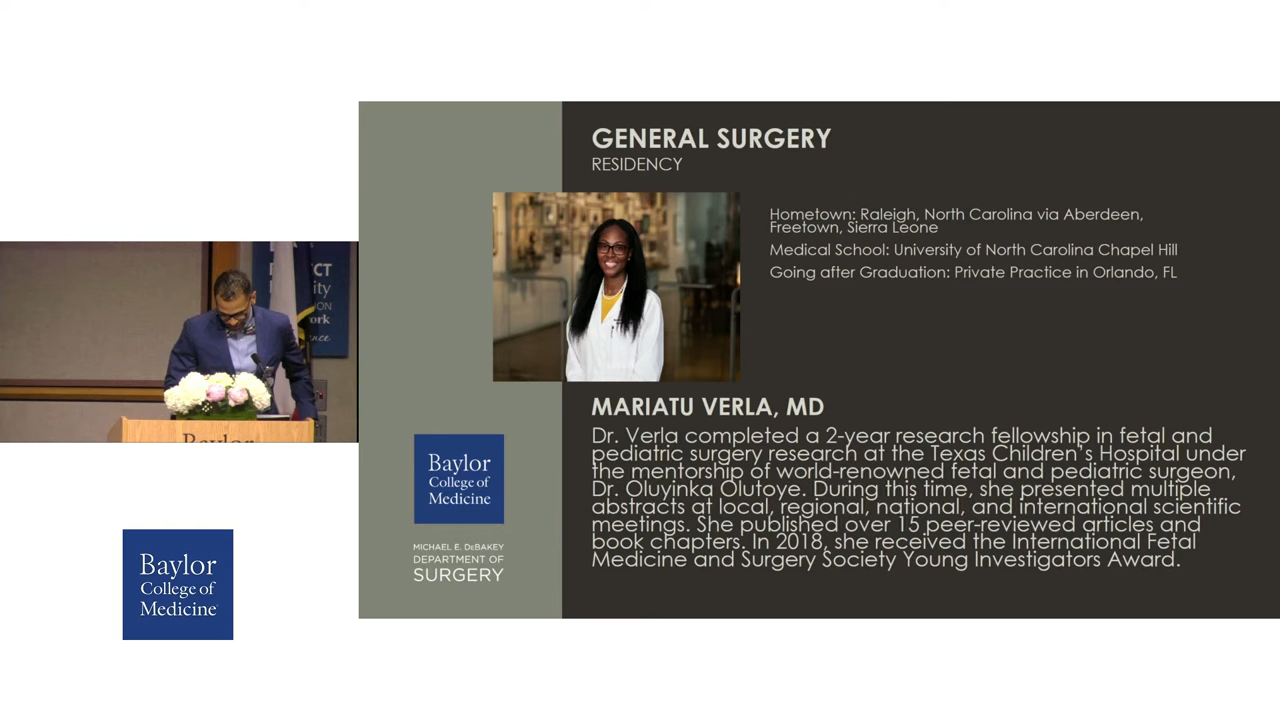 GENERAL SURGERY
RESIDENCY
Hometown: Raleigh, North Carolina via Aberdeen,
Freetown, Sierra Leone
Medical School: University of North Carolina Chapel Hill
Going after Graduation: Private Practice in Orlando, FL
MARIATU VERLA, MD
Dr. Verla completed a 2-year research fellowship in fetal and
pediatric surgery research at the Texas Children's Hospital under
the mentorship of world-renowned fetal and pediatric surgeon,
Dr. Oluyinka Olutoye. During this time, she presented multiple
abstracts at local, regional, national, and international scientific
meetings. She published over 15 peer-reviewed articles and
book chapters. In 2018, she received the International Fetal
Medicine and Surgery Society Young Investigators Award.
Baylor
College of
Medicine
MICHAEL E. DEBAKEY
DEPARTMENT OF
SURGERY
Baylor
Baylor
College of
Medicine